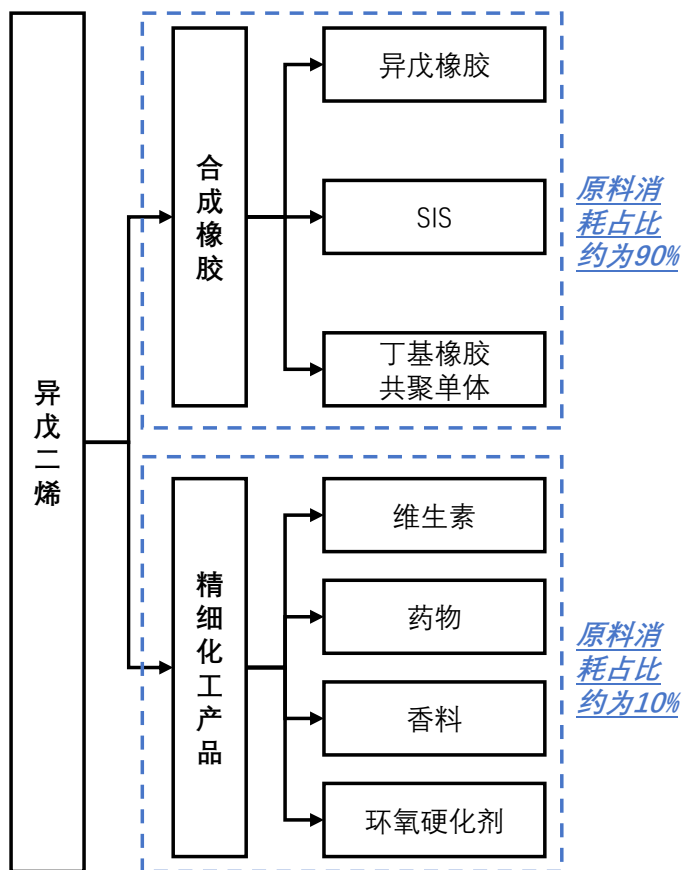 异戊二烯
合成橡胶
异戊橡胶
SIS
丁基橡胶
共聚单体
原料消
耗占比
约为90%
精细化工产品
维生素
药物
香料
环氧硬化剂
原料消
耗占比
约为10%